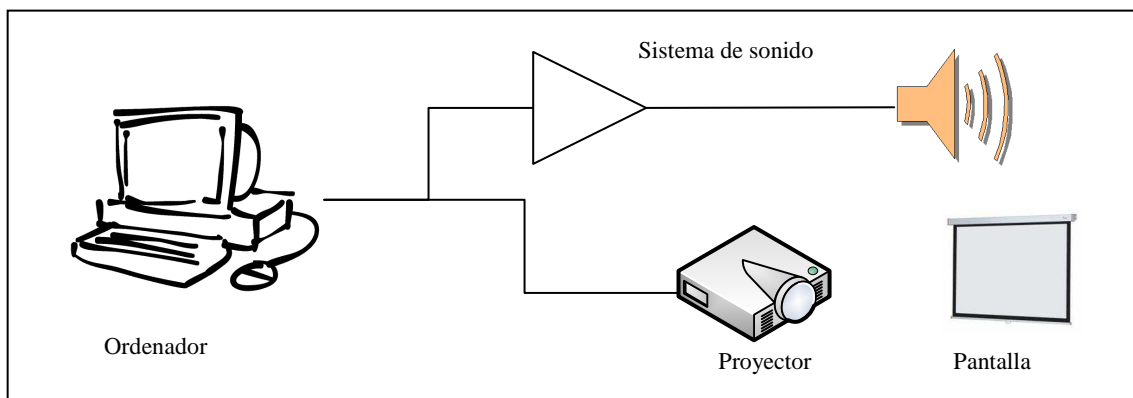 Sistema de sonido
Ordenador
Proyector
Pantalla